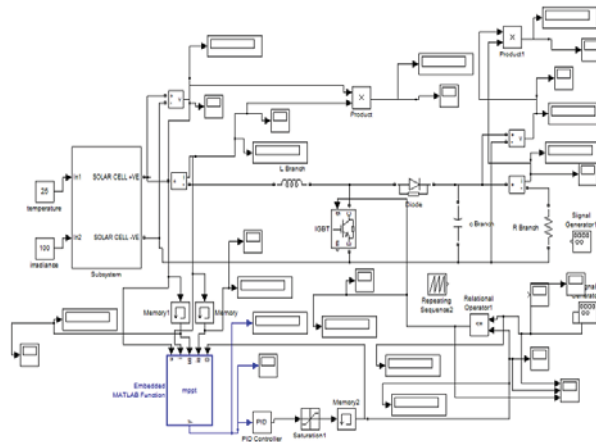 Product1
Product
L Branch
In1
SOLAR CELL +VE
25
temperature
Diode
IGBT
c Branch
R Branch
Signal
Generator1
100
irradiance
In2
SOLAR CELL -VE
Subsystem
Repeating
Sequence2
Relational
Operator1
Memory1
Memory
Embedded
MATLAB Function
mppt
PID
PID Controller
Saturation1
Memory2